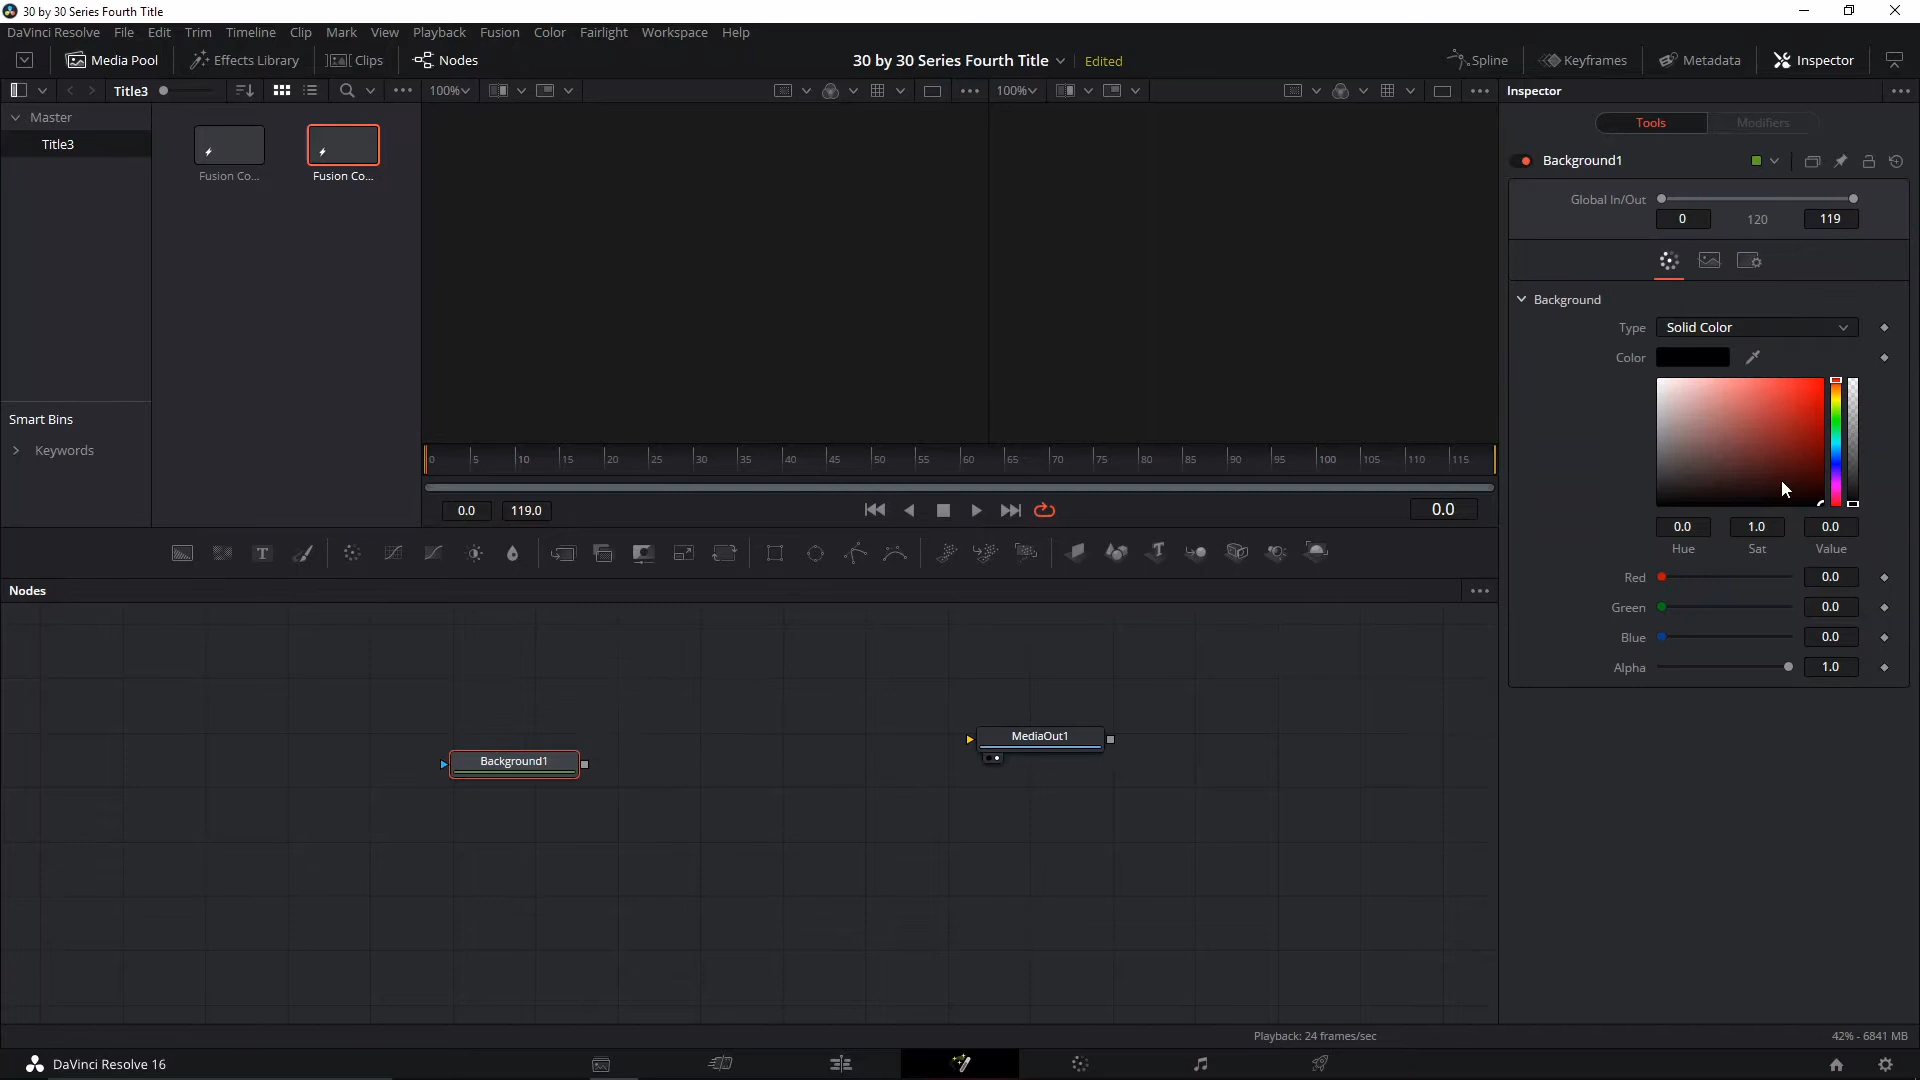 30 by 30 Series Fourth Title
DaVinci Resolve File Edit Trim Timeline Clip Mark View Playback Fusion Color Fairlight Workspace Help
Media Pool Effects Library Clips Nodes 30 by 30 Series Fourth Title Edited Spline Keyframes Metadata Inspector
Title3 100% 100% Inspector
Master
Title3
Fusion Co... Fusion Co...
Tools Modifiers
Background1
Global In/Out
0 120 119
Background
Type Solid Color
Color
Smart Bins
Keywords
0 5 10 15 20 25 30 35 40 45 50 55 60 65 70 75 80 85 90 95 100 105 110 115
0.0 119.0 0.0
0.0 1.0 0.0
Hue Sat Value
Red 0.0
Green 0.0
Blue 0.0
Alpha 1.0
Nodes
MediaOut1
Background1
Playback: 24 frames/sec 42% - 6841 MB
DaVinci Resolve 16